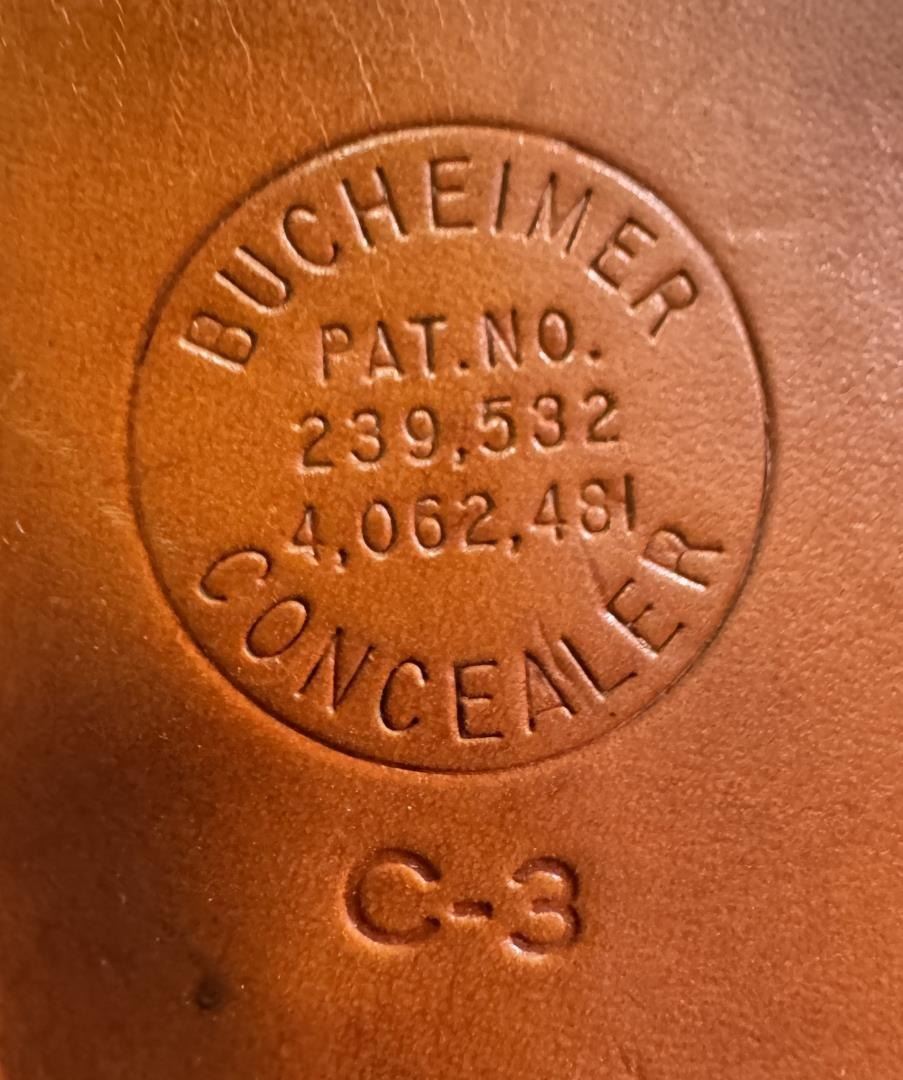 BUCHEIMER
PAT.NO.
239,532
4,062,481
CONCEALER
C-3